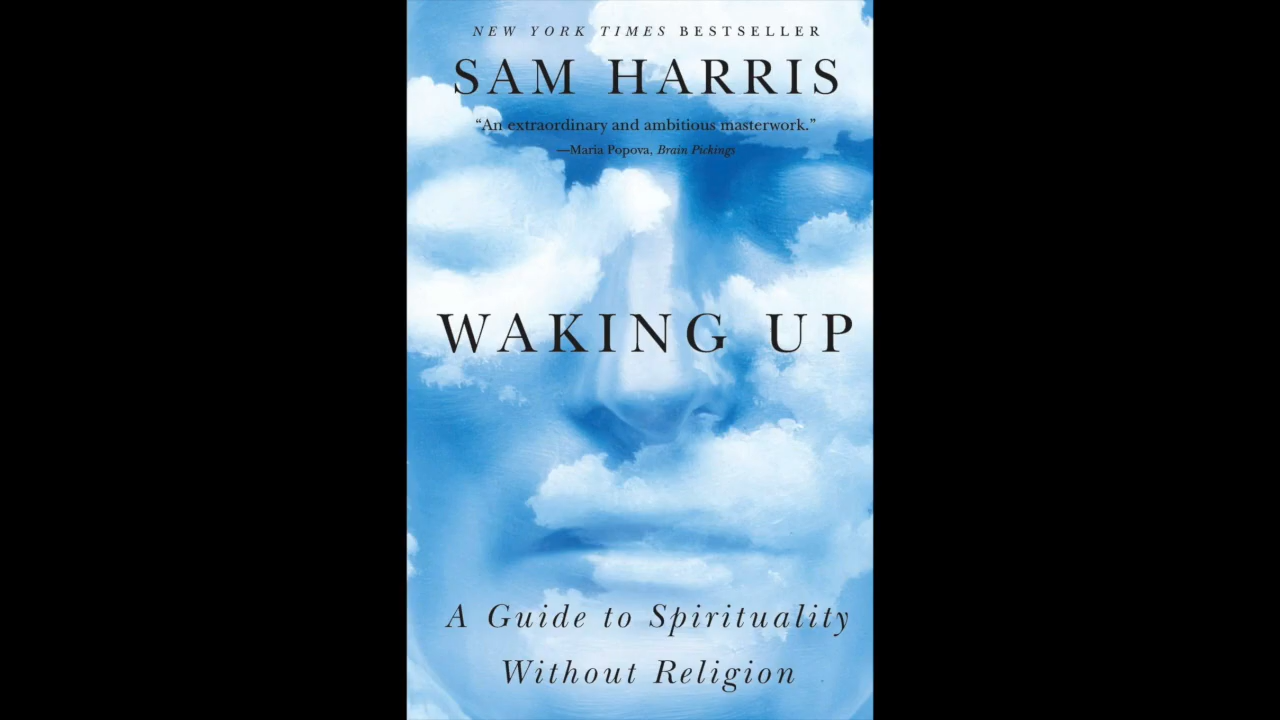 NEW YORK TIMES BESTSELLER
SAM HARRIS
“An extraordinary and ambitious masterwork.”
—Maria Popova, Brain Pickings
WAKING UP
A Guide to Spirituality
Without Religion